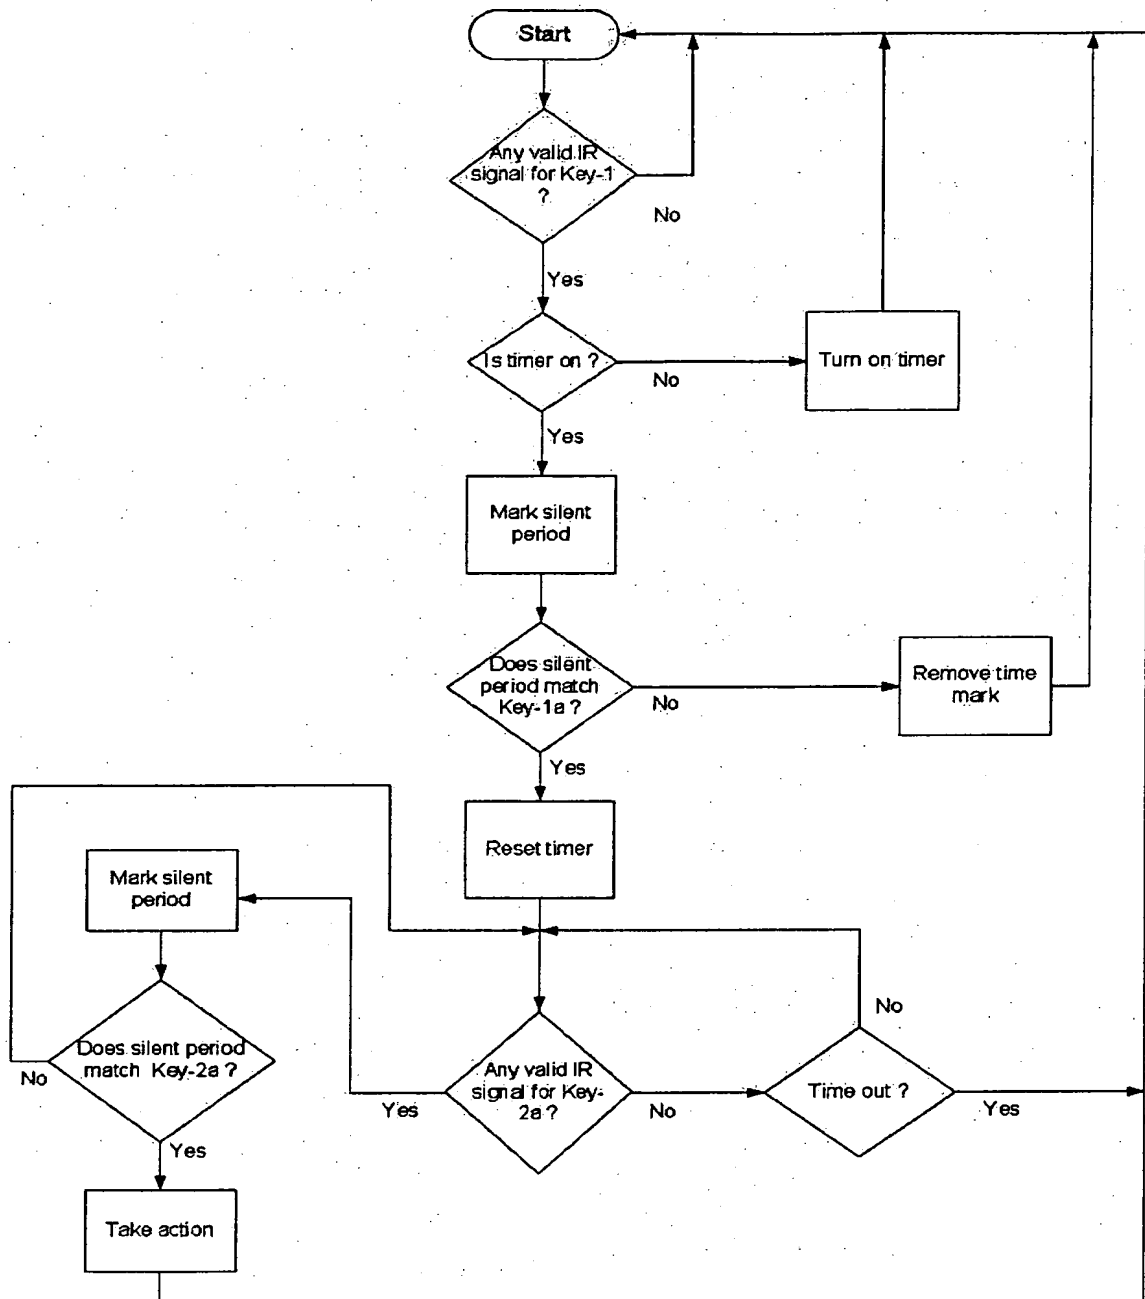 Start
Any valid IR
signal for Key-1
?
No
Yes
Is timer on ?
No
Turn on timer
Yes
Mark silent
period
Does silent
period match
Key-1a ?
No
Remove time
mark
Yes
Reset timer
Mark silent
period
No
Does silent period
match Key-2a ?
No
Any valid IR
signal for Key-
2a ?
Yes
No
Time out ?
Yes
Yes
Take action